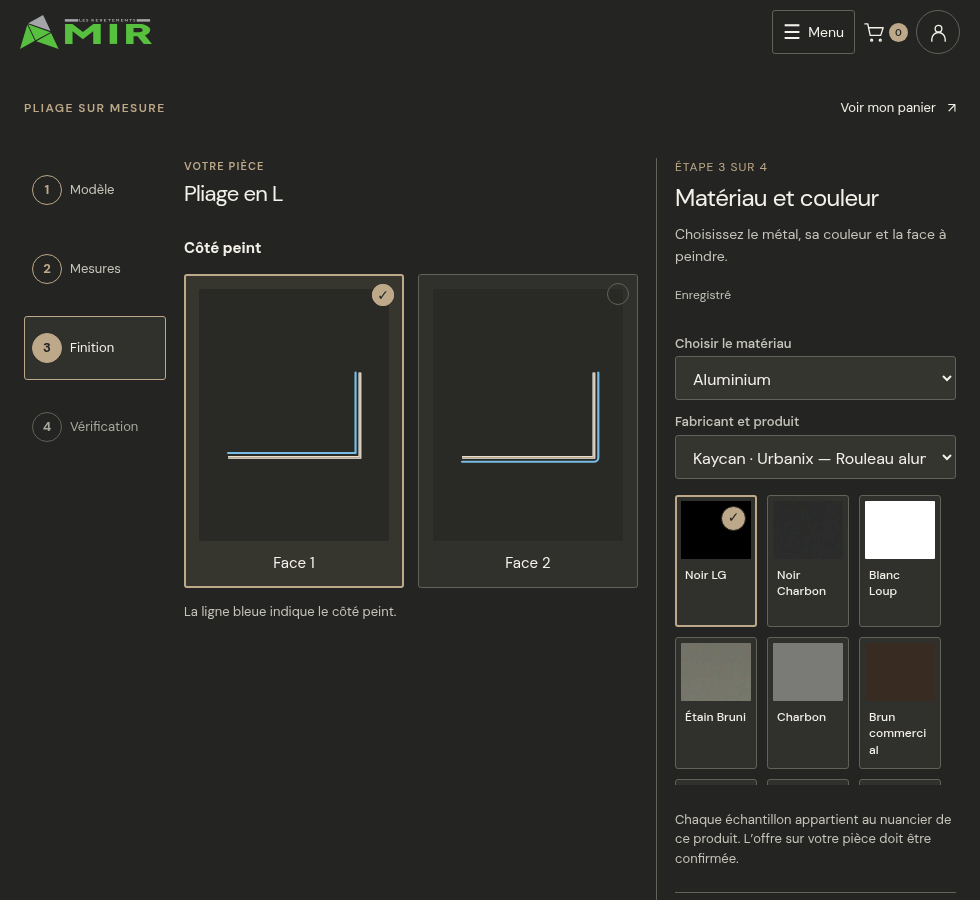 LES REVÊTEMENTS
MIR
Menu
0
PLIAGE SUR MESURE
Voir mon panier
1 Modèle
2 Mesures
3 Finition
4 Vérification
VOTRE PIÈCE
Pliage en L
Côté peint
Face 1
Face 2
La ligne bleue indique le côté peint.
ÉTAPE 3 SUR 4
Matériau et couleur
Choisissez le métal, sa couleur et la face à
peindre.
Enregistré
Choisir le matériau
Aluminium
Fabricant et produit
Kaycan · Urbanix — Rouleau alur
Noir LG
Noir
Charbon
Blanc
Loup
Étain Bruni
Charbon
Brun
commerci
al
Chaque échantillon appartient au nuancier de
ce produit. L’offre sur votre pièce doit être
confirmée.